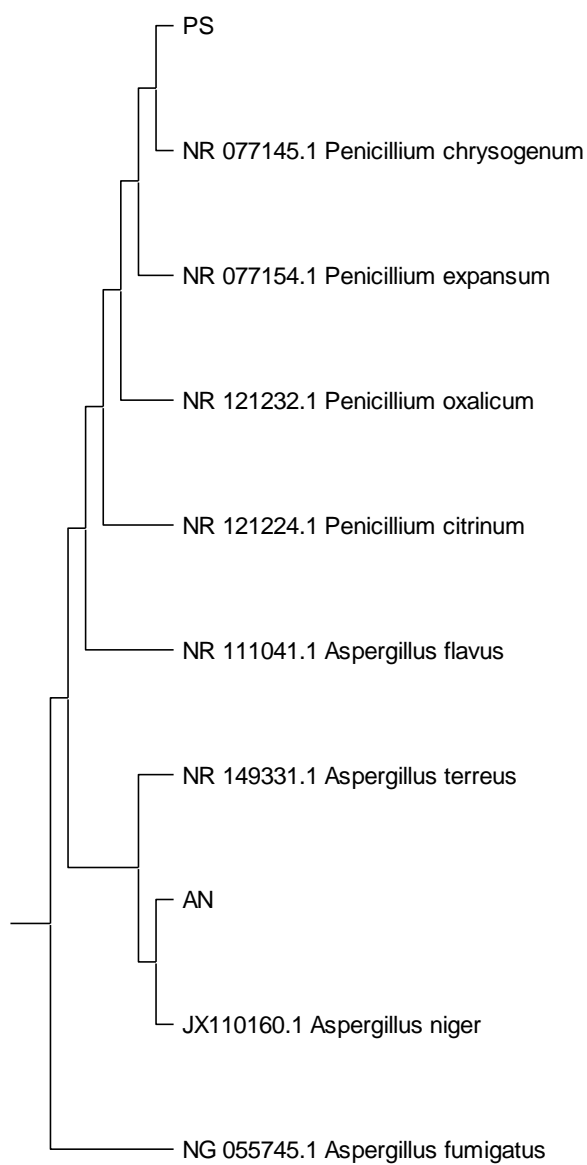 PS
NR 077145.1 Penicillium chrysogenum
NR 077154.1 Penicillium expansum
NR 121232.1 Penicillium oxalicum
NR 121224.1 Penicillium citrinum
NR 111041.1 Aspergillus flavus
NR 149331.1 Aspergillus terreus
AN
JX110160.1 Aspergillus niger
NG 055745.1 Aspergillus fumigatus